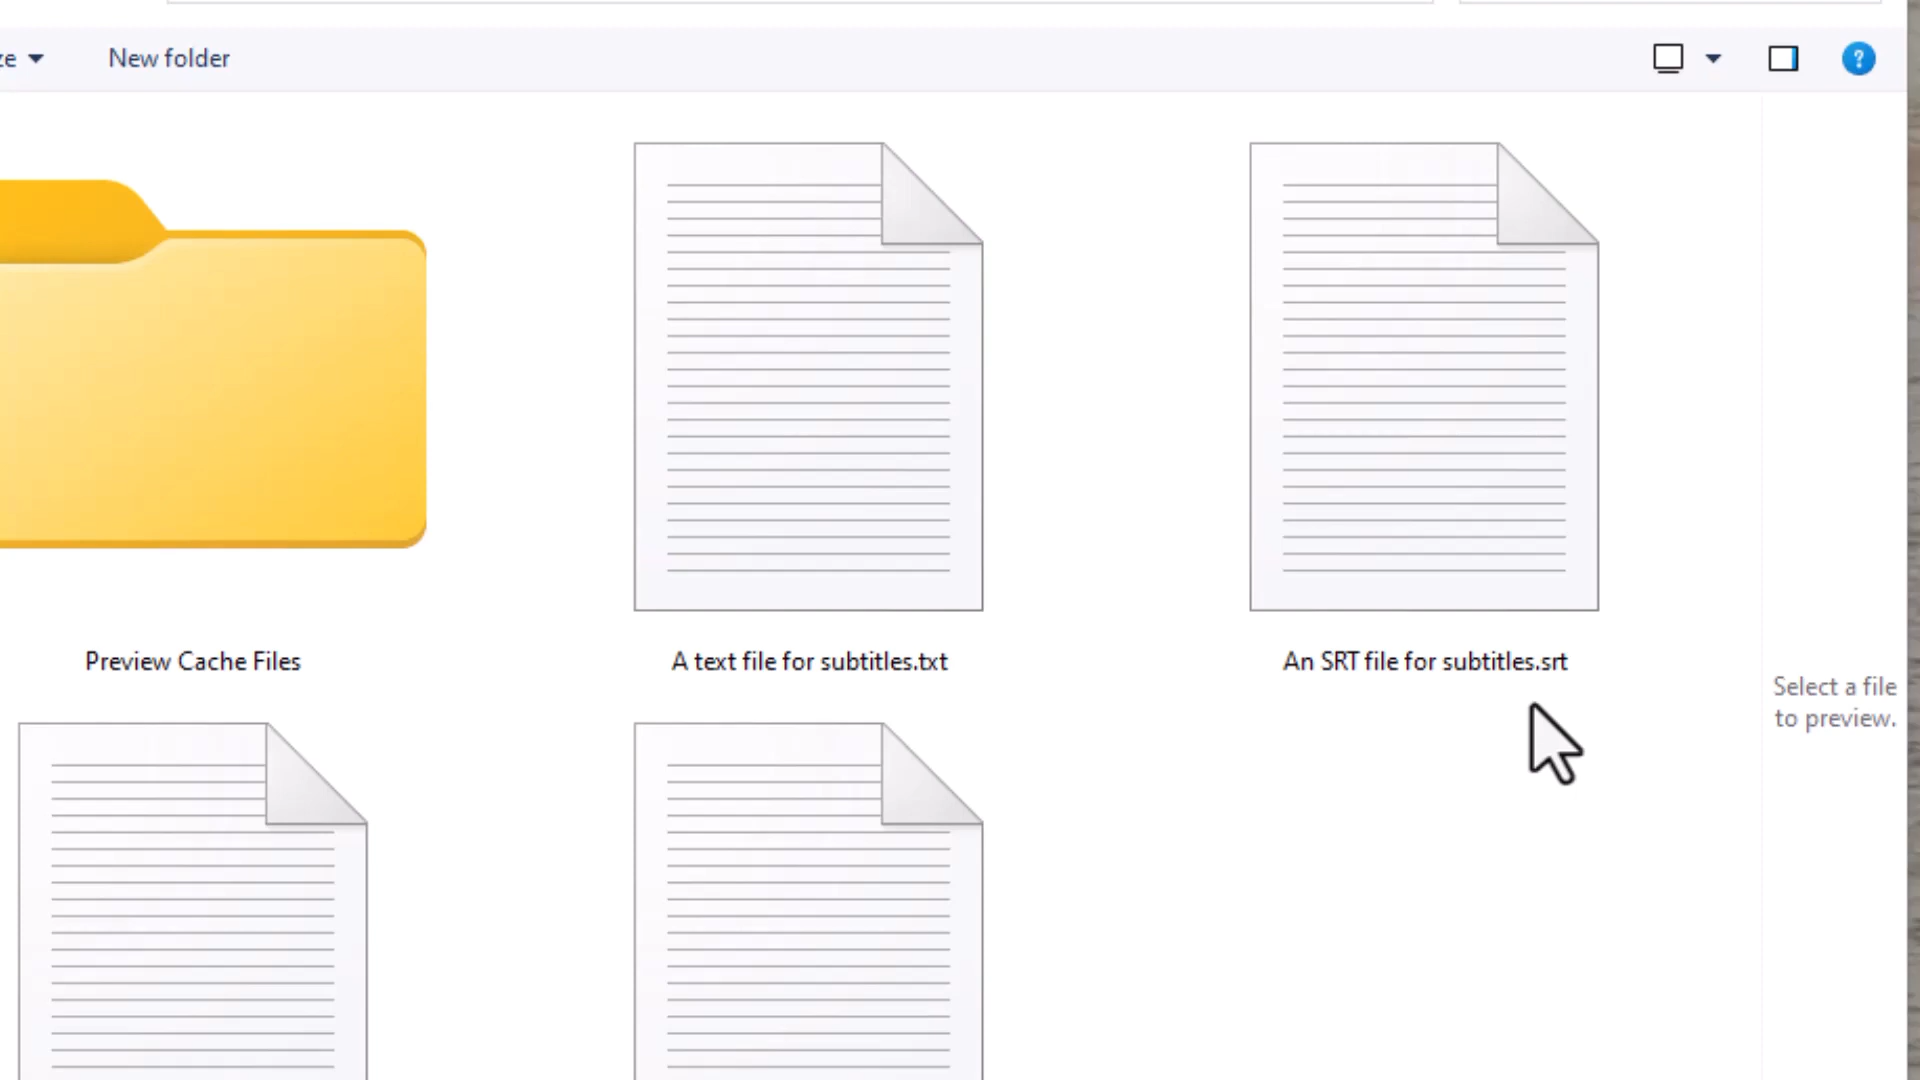 ze
New folder
?
Preview Cache Files
A text file for subtitles.txt
An SRT file for subtitles.srt
Select a file
to preview.